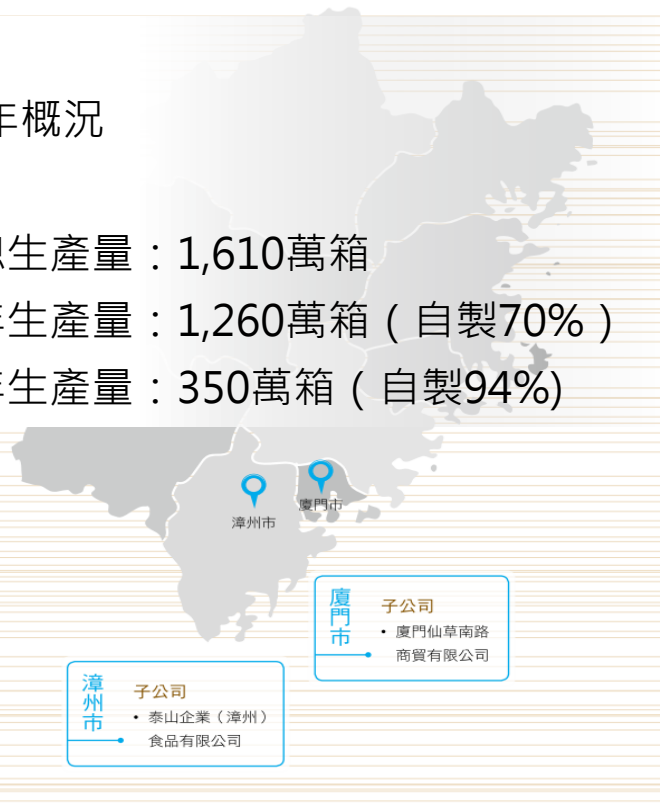 年概況
總生產量：1,610萬箱
年生產量：1,260萬箱（自製70%）
年生產量：350萬箱（自製94%)
漳州市
廈門市
廈門市
子公司
• 廈門仙草南路
商貿有限公司
漳州市
子公司
• 泰山企業（漳州）
食品有限公司